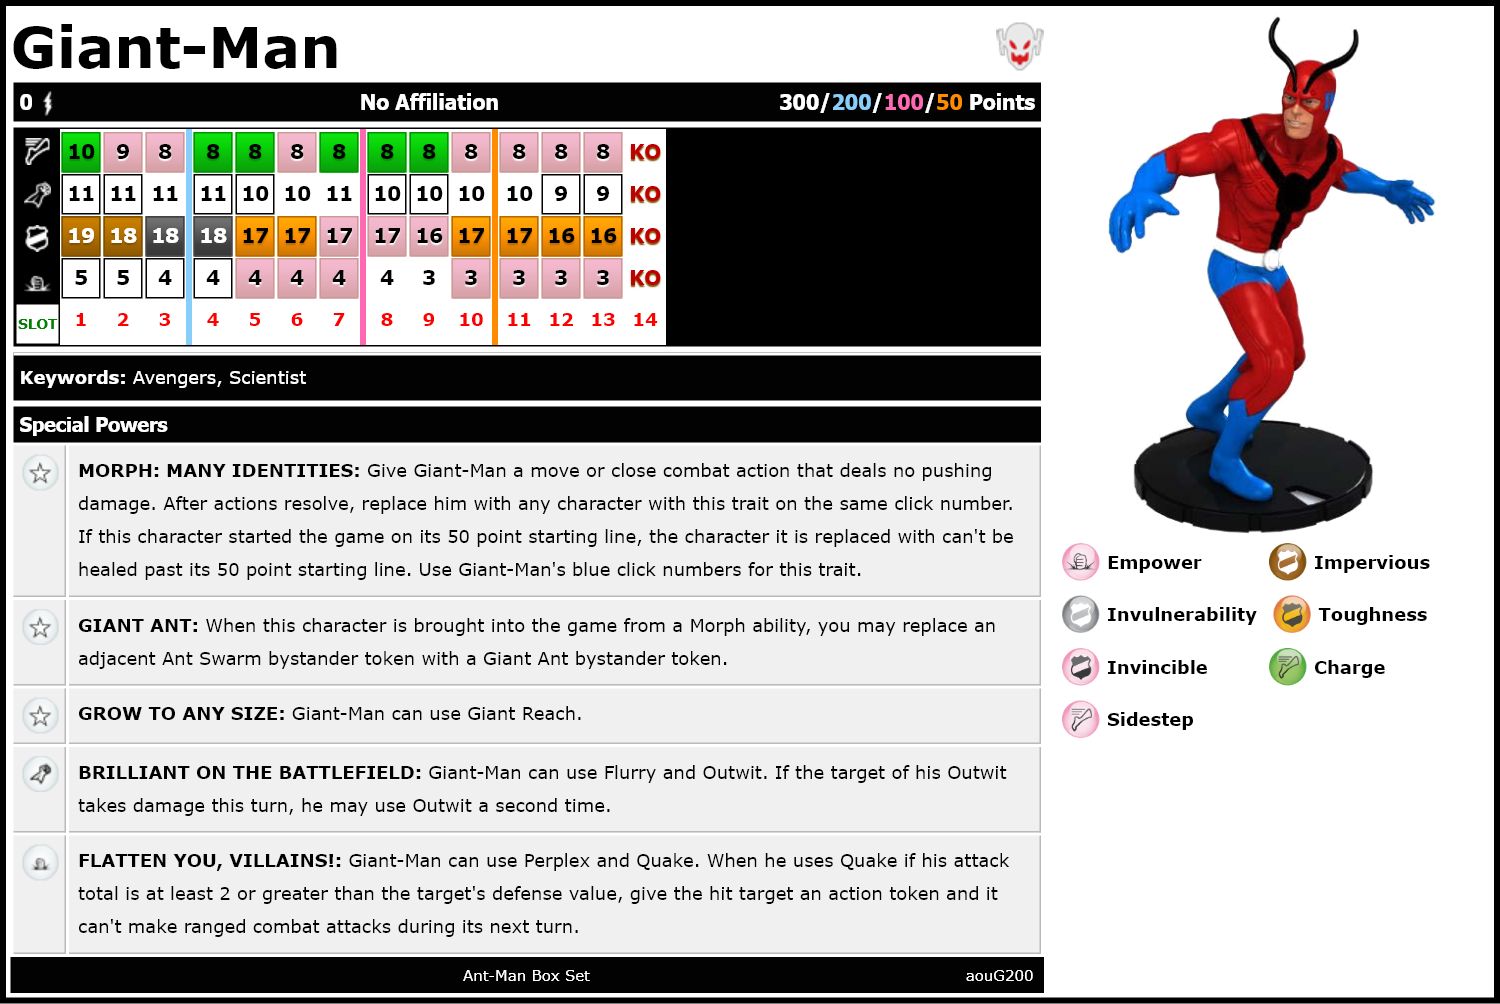 Giant-Man
0 No Affiliation 300/200/100/50 Points
10 9 8 8 8 8 8 8 8 8 8 8 8 KO
11 11 11 11 10 10 11 10 10 10 10 9 9 KO
19 18 18 18 17 17 17 17 16 17 17 16 16 KO
5 5 4 4 4 4 4 4 3 3 3 3 3 KO
SLOT 1 2 3 4 5 6 7 8 9 10 11 12 13 14
Keywords: Avengers, Scientist
Special Powers
MORPH: MANY IDENTITIES: Give Giant-Man a move or close combat action that deals no pushing
damage. After actions resolve, replace him with any character with this trait on the same click number.
If this character started the game on its 50 point starting line, the character it is replaced with can't be
healed past its 50 point starting line. Use Giant-Man's blue click numbers for this trait.
GIANT ANT: When this character is brought into the game from a Morph ability, you may replace an
adjacent Ant Swarm bystander token with a Giant Ant bystander token.
GROW TO ANY SIZE: Giant-Man can use Giant Reach.
BRILLIANT ON THE BATTLEFIELD: Giant-Man can use Flurry and Outwit. If the target of his Outwit
takes damage this turn, he may use Outwit a second time.
FLATTEN YOU, VILLAINS!: Giant-Man can use Perplex and Quake. When he uses Quake if his attack
total is at least 2 or greater than the target's defense value, give the hit target an action token and it
can't make ranged combat attacks during its next turn.
Ant-Man Box Set aouG200
Empower Impervious
Invulnerability Toughness
Invincible Charge
Sidestep